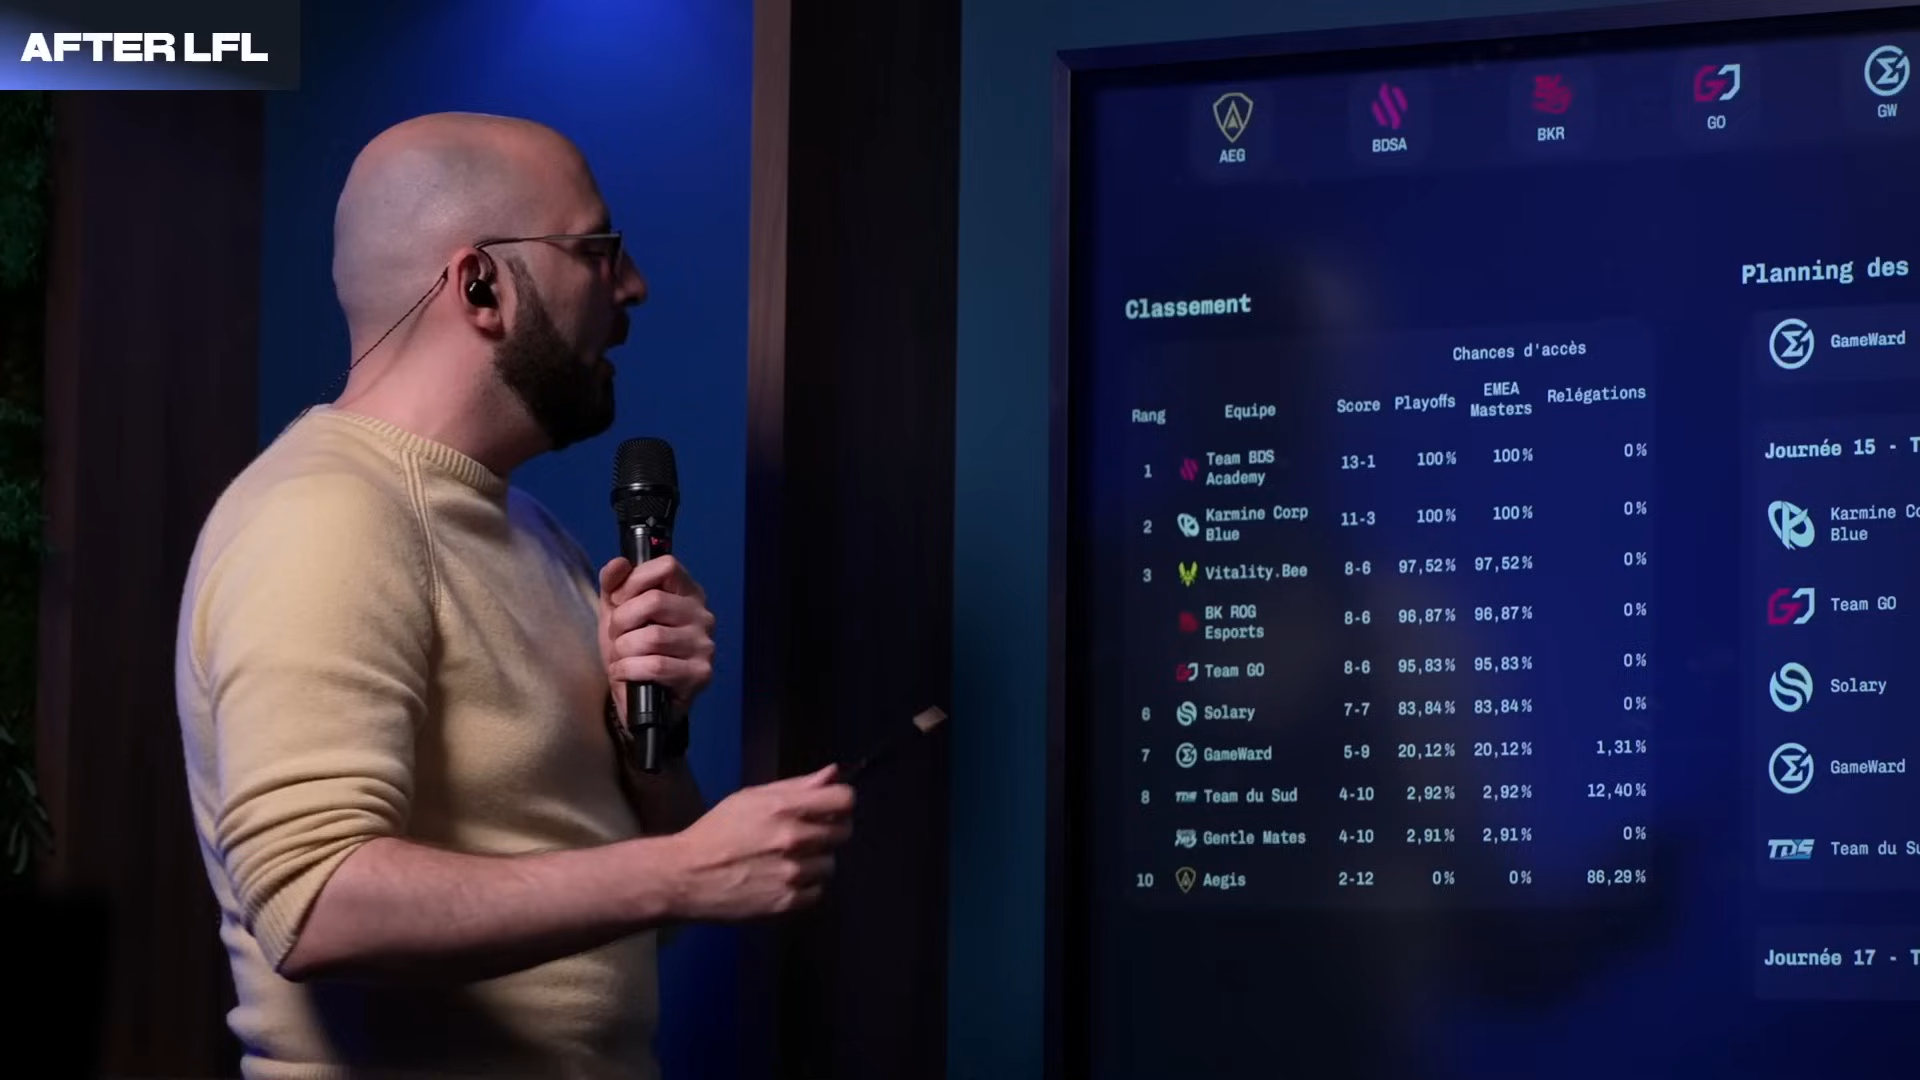 AFTER LFL
AEG
BDSA
BKR
GO
GW
Classement
Chances d'accès
Rang Equipe Score Playoffs EMEA Masters Relégations
1 Team BDS Academy 13-1 100% 100% 0%
2 Karmine Corp Blue 11-3 100% 100% 0%
3 Vitality.Bee 8-6 97,52% 97,52% 0%
BK ROG Esports 8-6 96,87% 96,87% 0%
GO Team GO 8-6 95,83% 95,83% 0%
6 Solary 7-7 83,84% 83,84% 0%
7 GameWard 5-9 20,12% 20,12% 1,31%
8 TDS Team du Sud 4-10 2,92% 2,92% 12,40%
Gentle Mates 4-10 2,91% 2,91% 0%
10 Aegis 2-12 0% 0% 86,29%
Planning des
GameWard
Journée 15 - T
Karmine Co
Blue
GO Team GO
Solary
GameWard
TDS Team du Su
Journée 17 - T